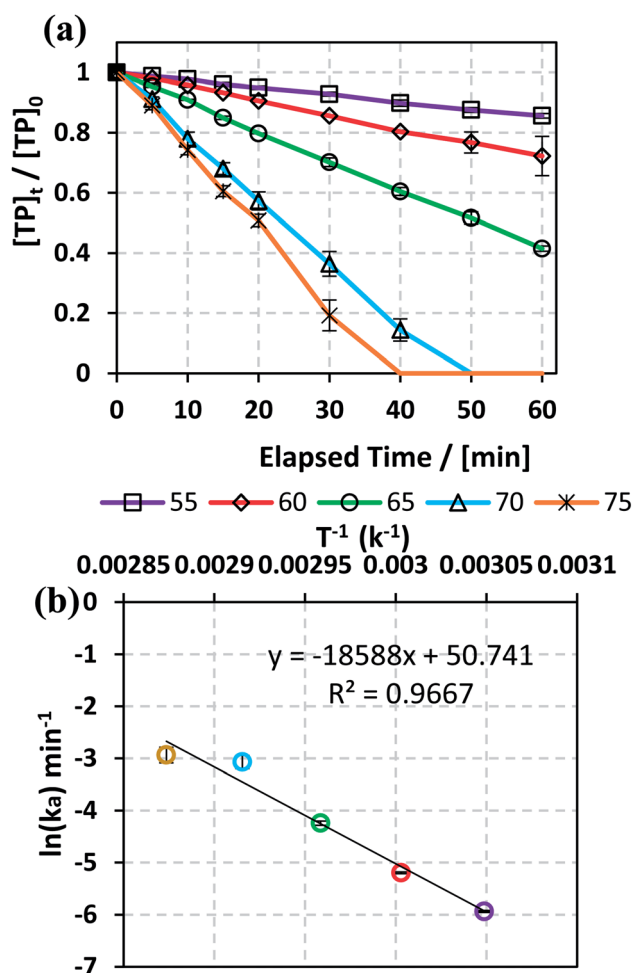 (a)
[TP]t / [TP]0
1
0.8
0.6
0.4
0.2
0
0 10 20 30 40 50 60
Elapsed Time / [min]
55 60 65 70 75
T-1 (k-1)
0.00285 0.0029 0.00295 0.003 0.00305 0.0031
(b)
0
-1
-2
-3
-4
-5
-6
-7
ln(ka) min-1
y = -18588x + 50.741
R² = 0.9667